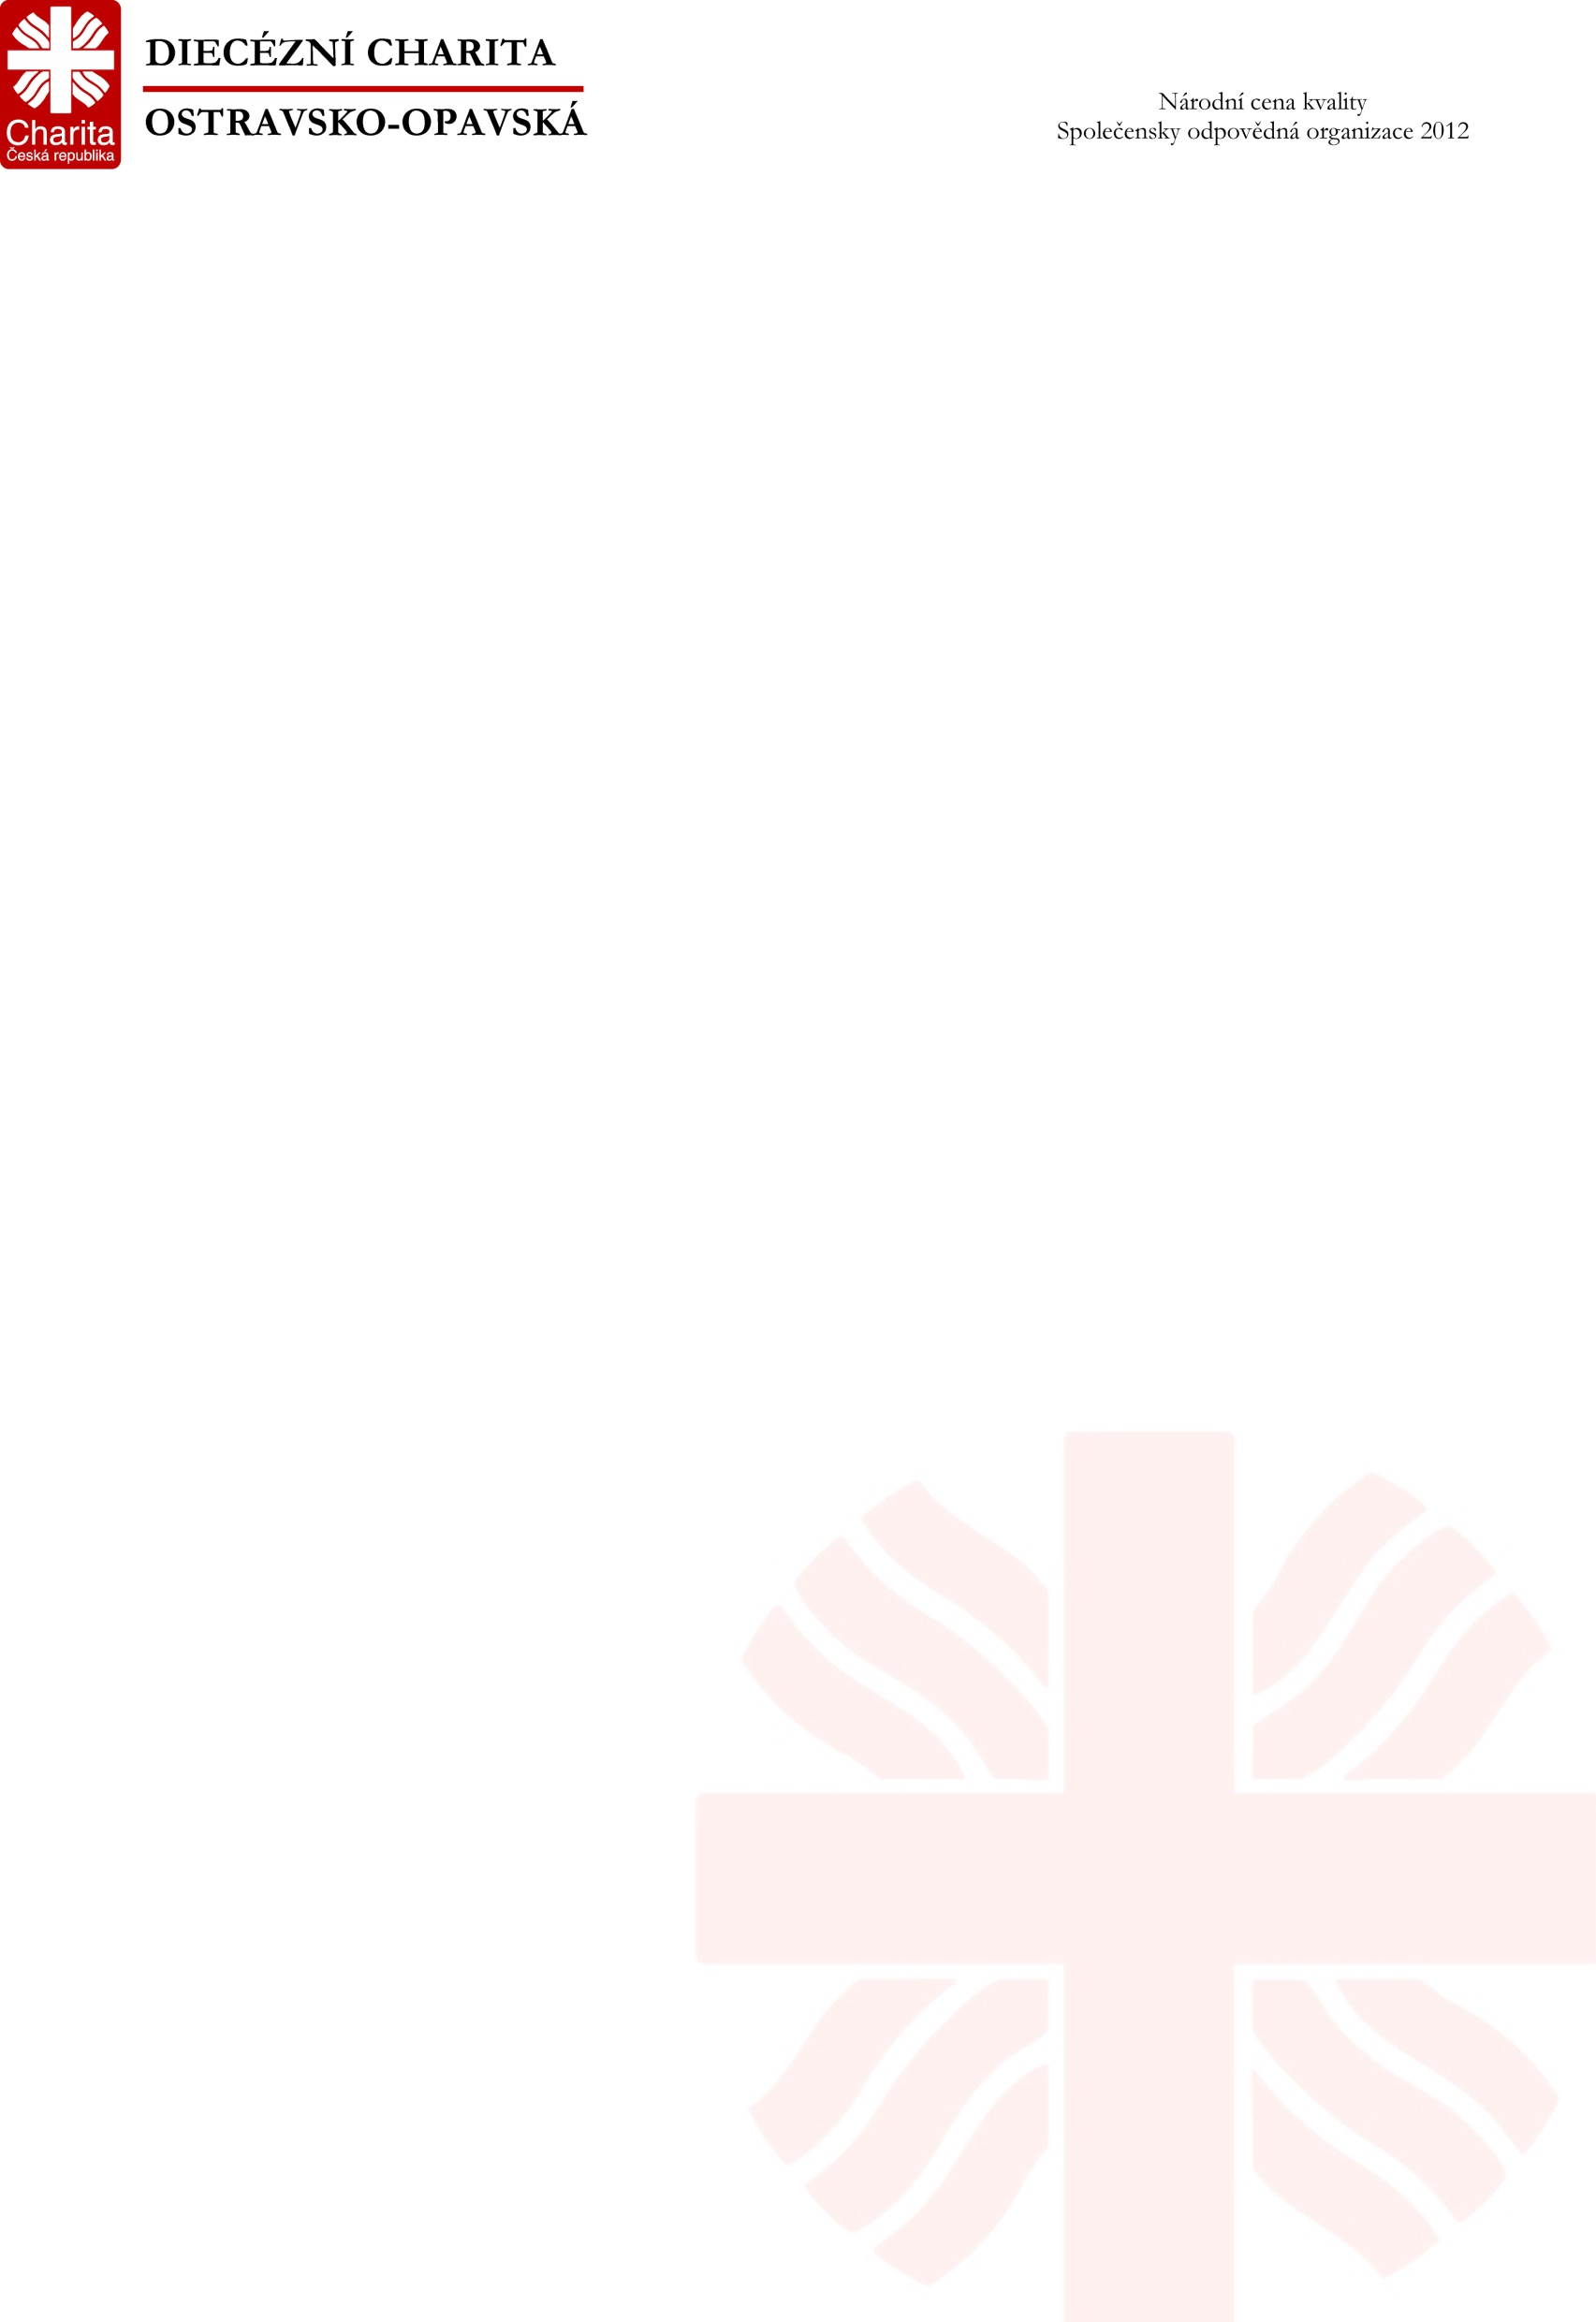 DIECÉZNÍ CHARITA
OSTRAVSKO-OPAVSKÁ
Charita
Česká republika
Národní cena kvality
Společensky odpovědná organizace 2012